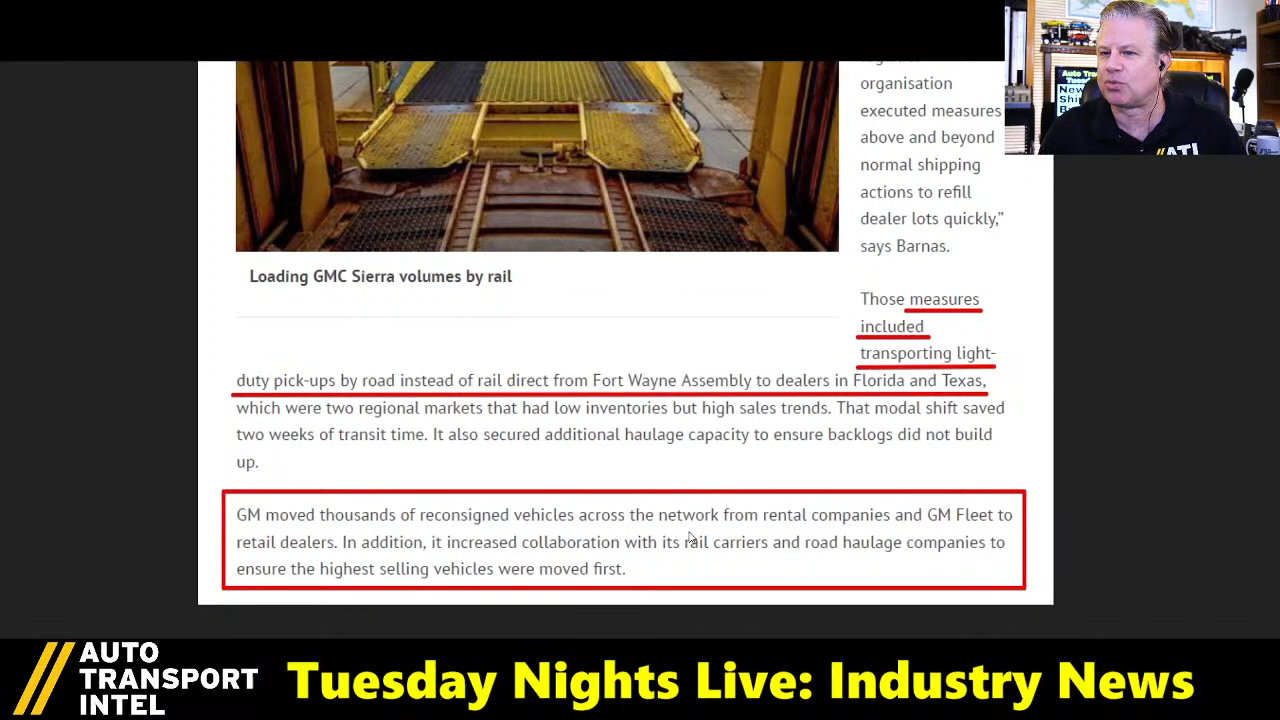 organisation
executed measures
above and beyond
normal shipping
actions to refill
dealer lots quickly,”
says Barnas.
Loading GMC Sierra volumes by rail
Those measures
included
transporting light-
duty pick-ups by road instead of rail direct from Fort Wayne Assembly to dealers in Florida and Texas,
which were two regional markets that had low inventories but high sales trends. That modal shift saved
two weeks of transit time. It also secured additional haulage capacity to ensure backlogs did not build
up.
GM moved thousands of reconsigned vehicles across the network from rental companies and GM Fleet to
retail dealers. In addition, it increased collaboration with its rail carriers and road haulage companies to
ensure the highest selling vehicles were moved first.
AUTO
TRANSPORT
INTEL
Tuesday Nights Live: Industry News